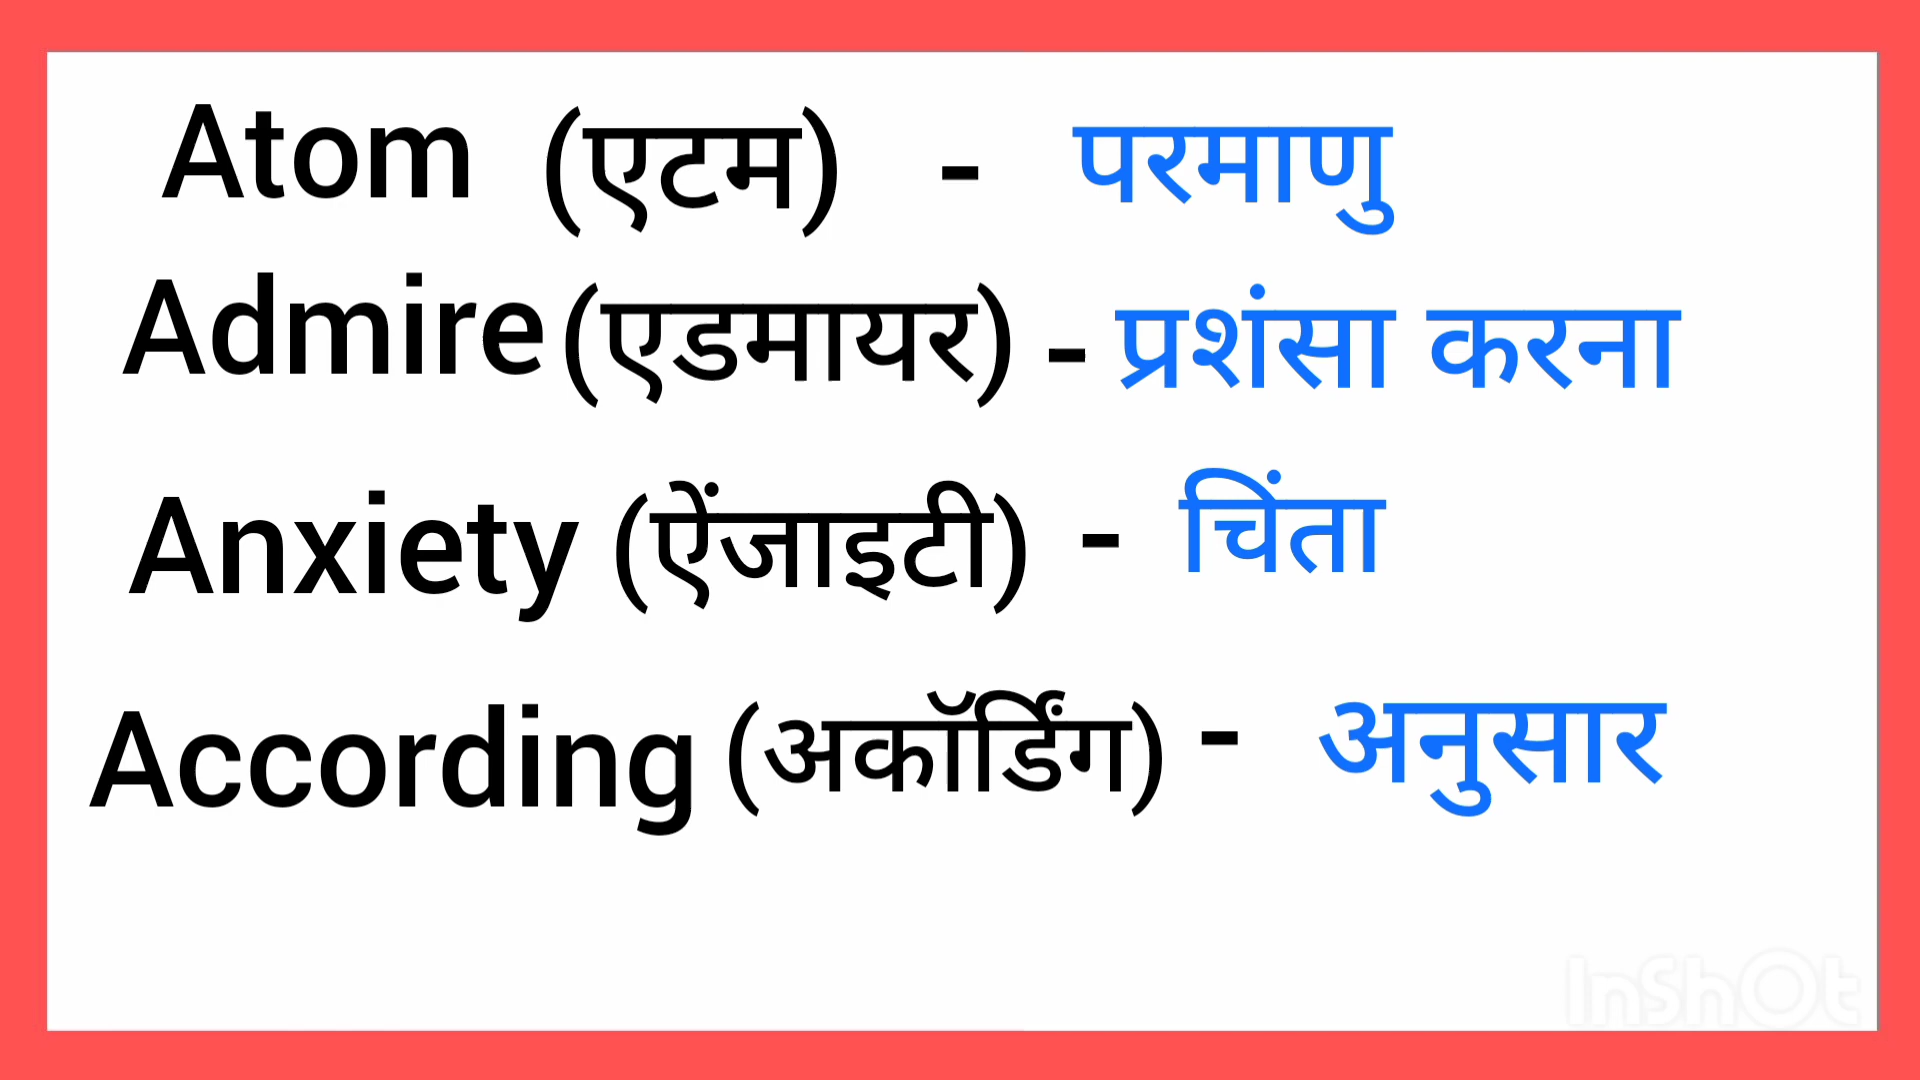 Atom (एटम) - परमाणु
Admire (एडमायर) - प्रशंसा करना
Anxiety (ऐंजाइटी) - चिंता
According (अकॉर्डिंग) - अनुसार
InShOt